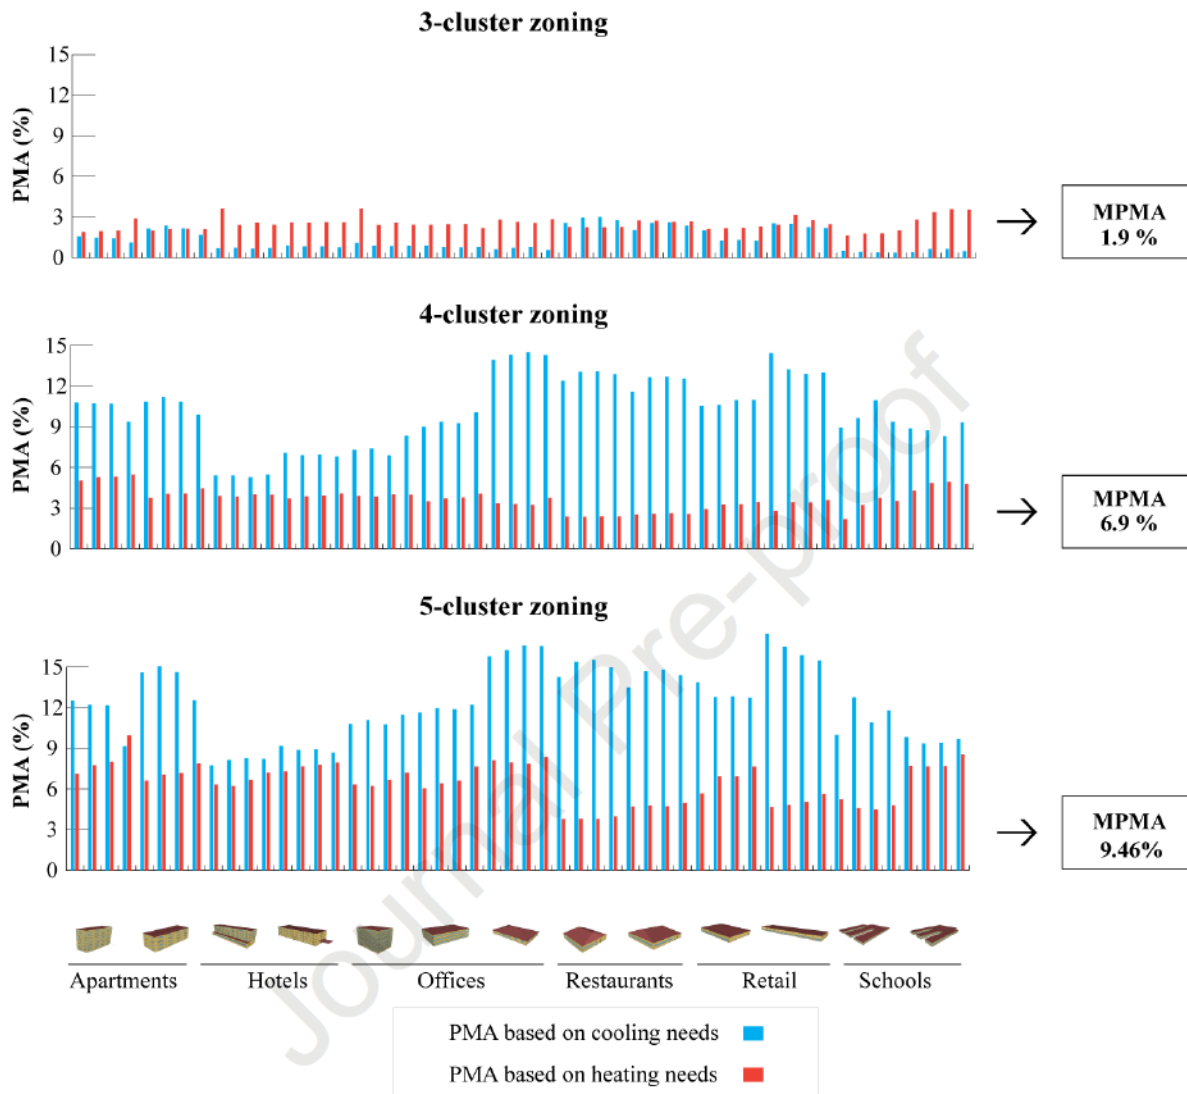 3-cluster zoning
15
12
9
6
3
0
PMA (%)
MPMA
1.9 %
4-cluster zoning
15
12
9
6
3
0
PMA (%)
MPMA
6.9 %
5-cluster zoning
15
12
9
6
3
0
PMA (%)
MPMA
9.46%
Apartments Hotels Offices Restaurants Retail Schools
PMA based on cooling needs
PMA based on heating needs
Journal Pre-proof